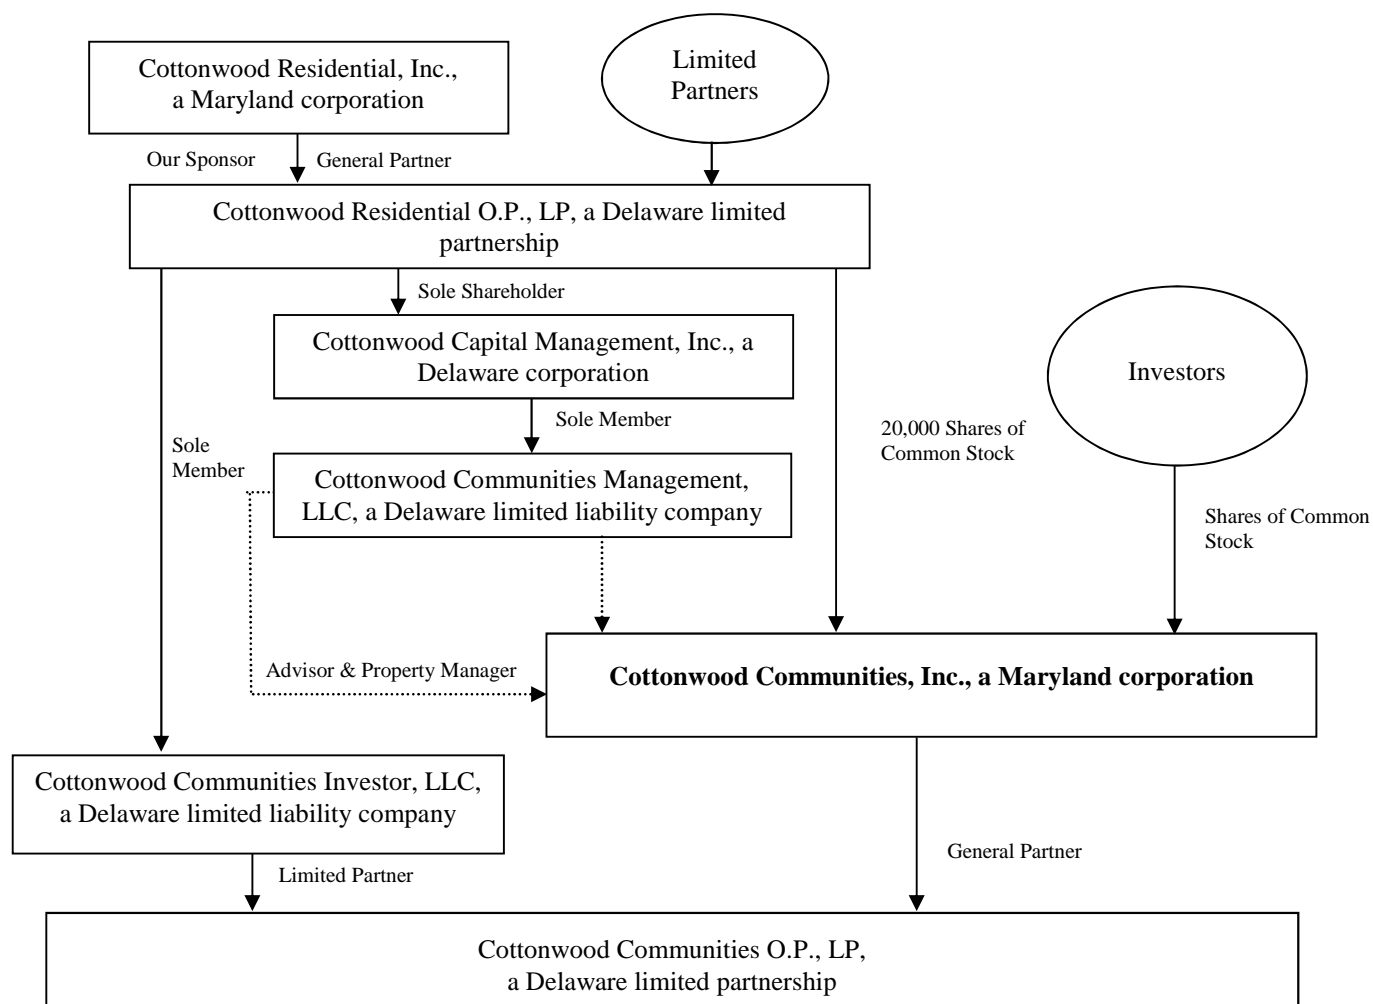 Cottonwood Residential, Inc.,
a Maryland corporation
Limited
Partners
Our Sponsor
General Partner
Cottonwood Residential O.P., LP, a Delaware limited
partnership
Sole Shareholder
Cottonwood Capital Management, Inc., a
Delaware corporation
Investors
Sole Member
20,000 Shares of
Common Stock
Sole
Member
Cottonwood Communities Management,
LLC, a Delaware limited liability company
Shares of Common
Stock
Advisor & Property Manager
Cottonwood Communities, Inc., a Maryland corporation
Cottonwood Communities Investor, LLC,
a Delaware limited liability company
General Partner
Limited Partner
Cottonwood Communities O.P., LP,
a Delaware limited partnership